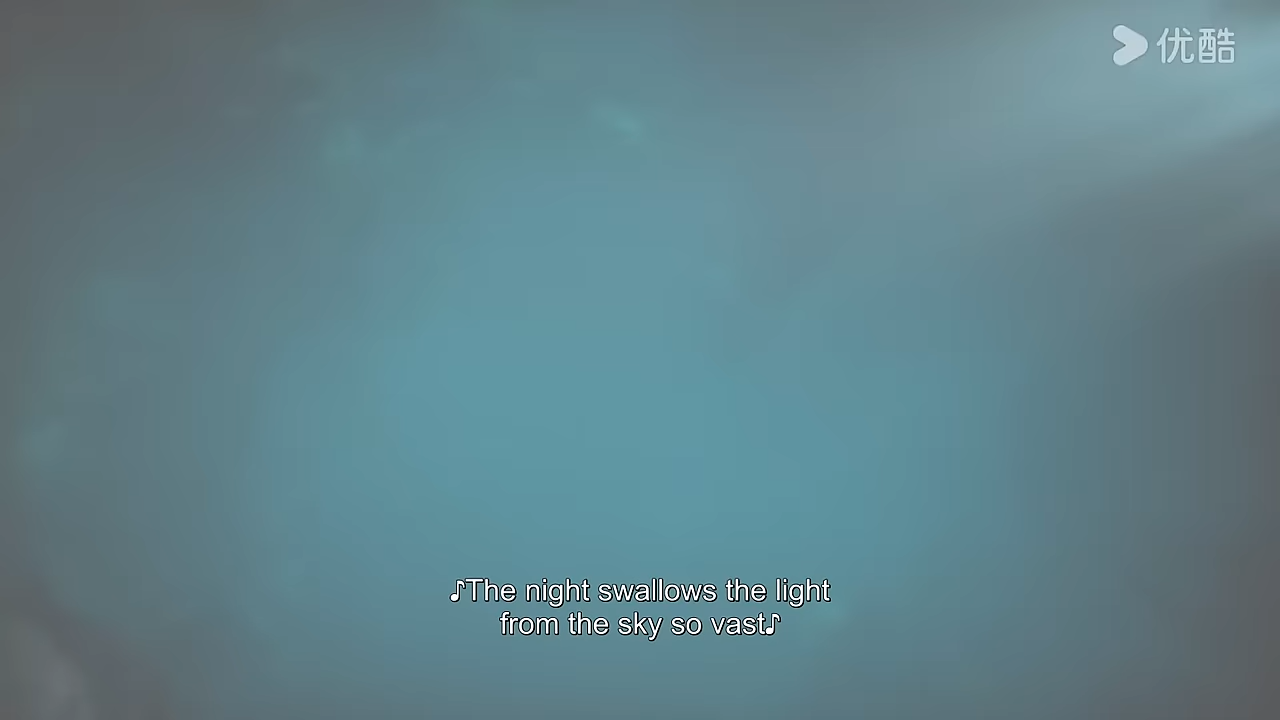 优酷
♪The night swallows the light
from the sky so vast♪